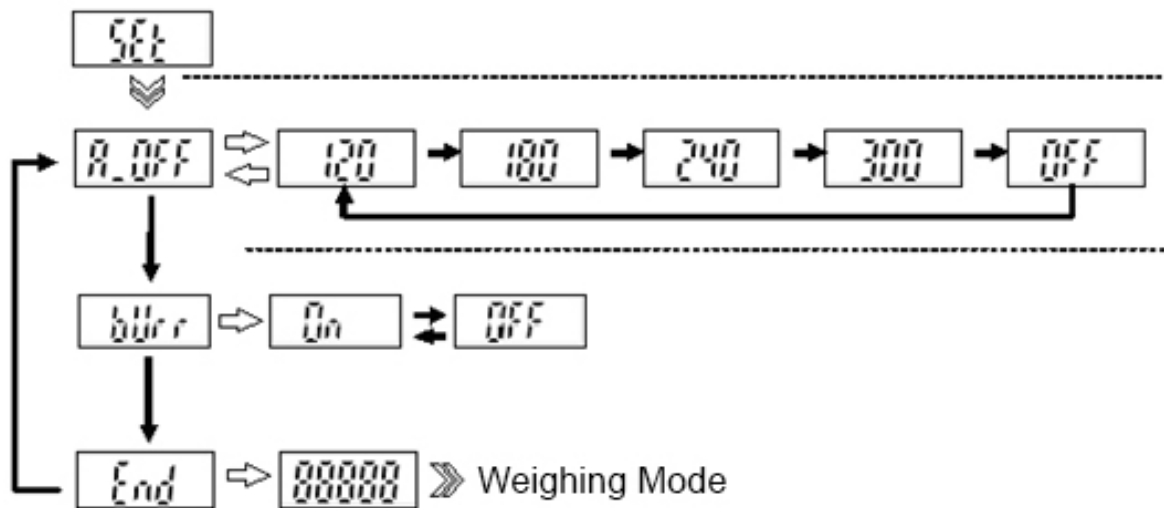 SEt
A_OFF 120 180 240 300 OFF
bUrr On OFF
End 88888 Weighing Mode